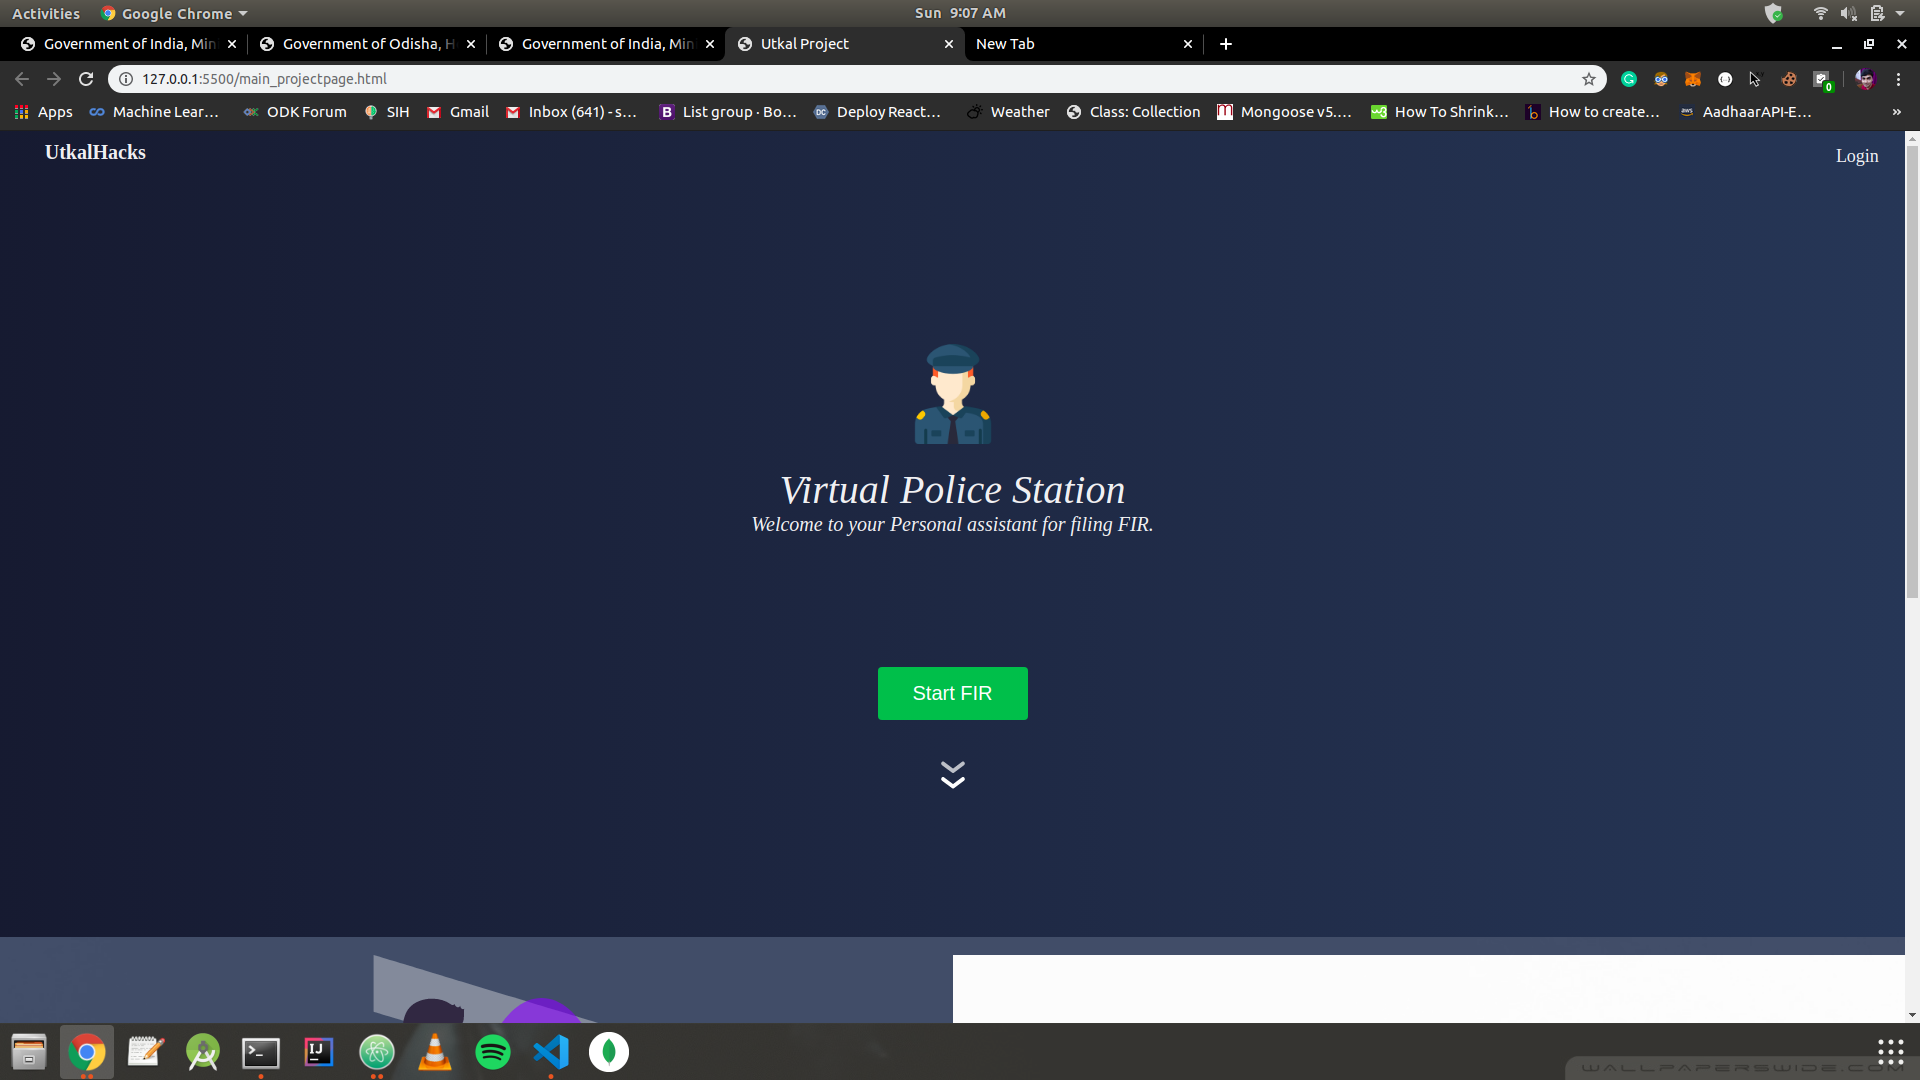 Activities
Google Chrome
Sun 9:07 AM
Government of India, Min
Government of Odisha, H
Government of India, Min
Utkal Project
New Tab
127.0.0.1:5500/main_projectpage.html
Apps
Machine Lear…
ODK Forum
SIH
Gmail
Inbox (641) - s…
List group · Bo…
Deploy React…
Weather
Class: Collection
Mongoose v5.…
How To Shrink…
How to create…
AadhaarAPI-E…
»
0
UtkalHacks
Login
Virtual Police Station
Welcome to your Personal assistant for filing FIR.
Start FIR
IJ
WALLPAPERSWIDE.COM